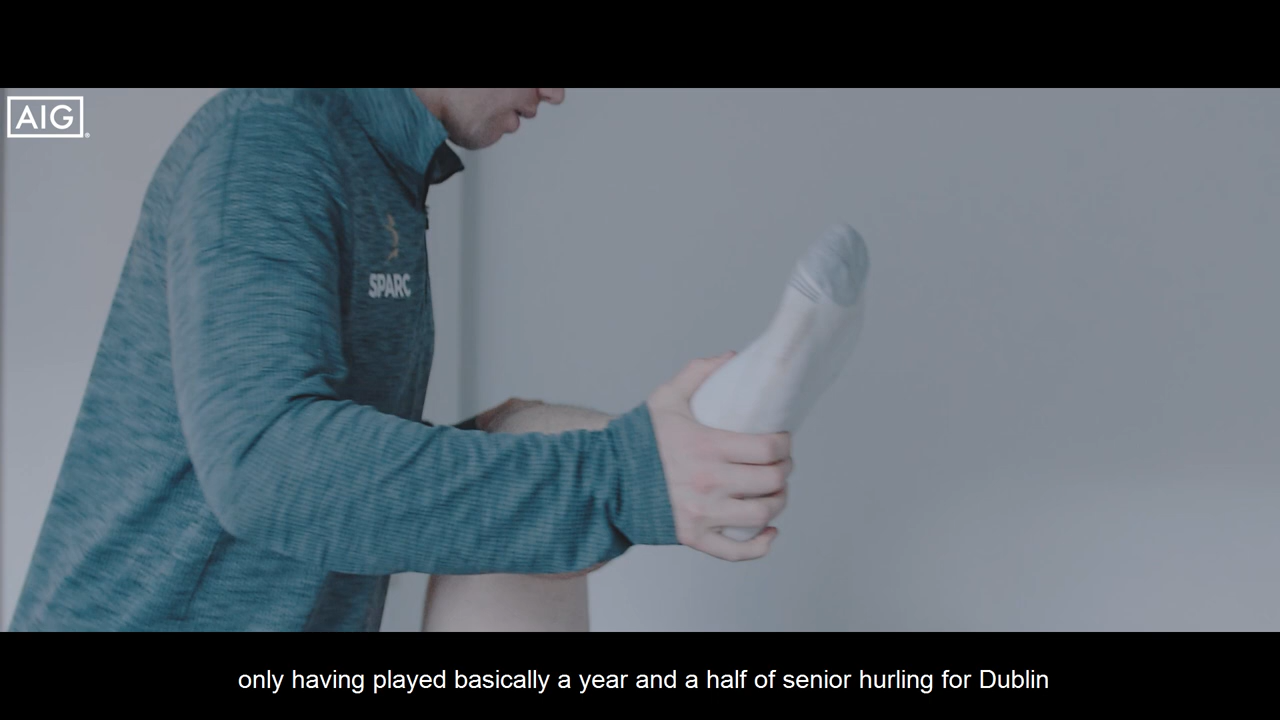 AIG
SPARC
only having played basically a year and a half of senior hurling for Dublin